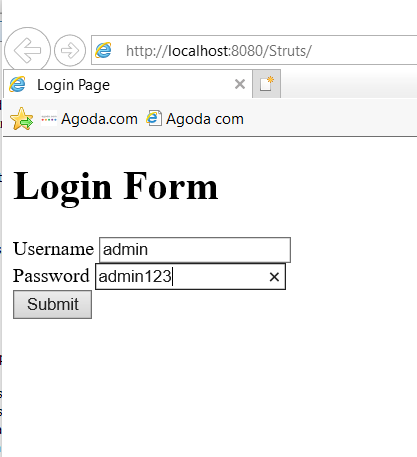 http://localhost:8080/Struts/
Login Page
Agoda.com Agoda com
Login Form
Username admin
Password admin123
Submit